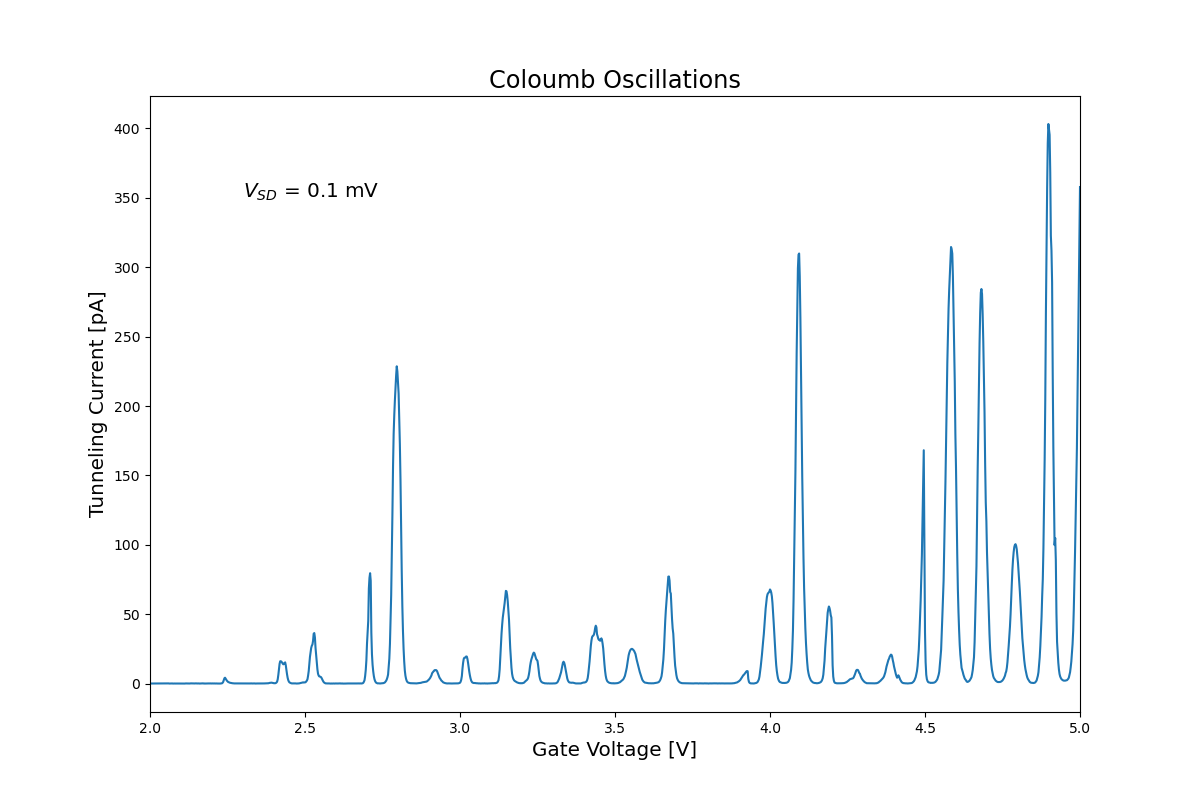 Coloumb Oscillations
V_SD = 0.1 mV
400
350
300
250
200
150
100
50
0
Tunneling Current [pA]
2.0 2.5 3.0 3.5 4.0 4.5 5.0
Gate Voltage [V]